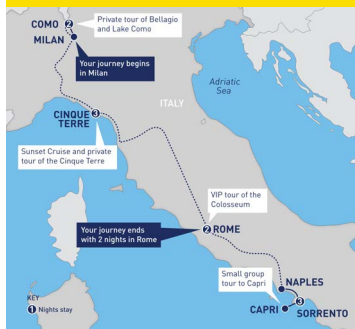 COMO
2
Private tour of Bellagio
and Lake Como
MILAN
Your journey begins
in Milan
Adriatic
Sea
ITALY
CINQUE
TERRE
3
Sunset Cruise and private
tour of the Cinque Terre
VIP tour of the
Colosseum
Your journey ends
with 2 nights in Rome
2
ROME
Small group
tour to Capri
NAPLES
3
CAPRI
SORRENTO
KEY
1 Nights stay